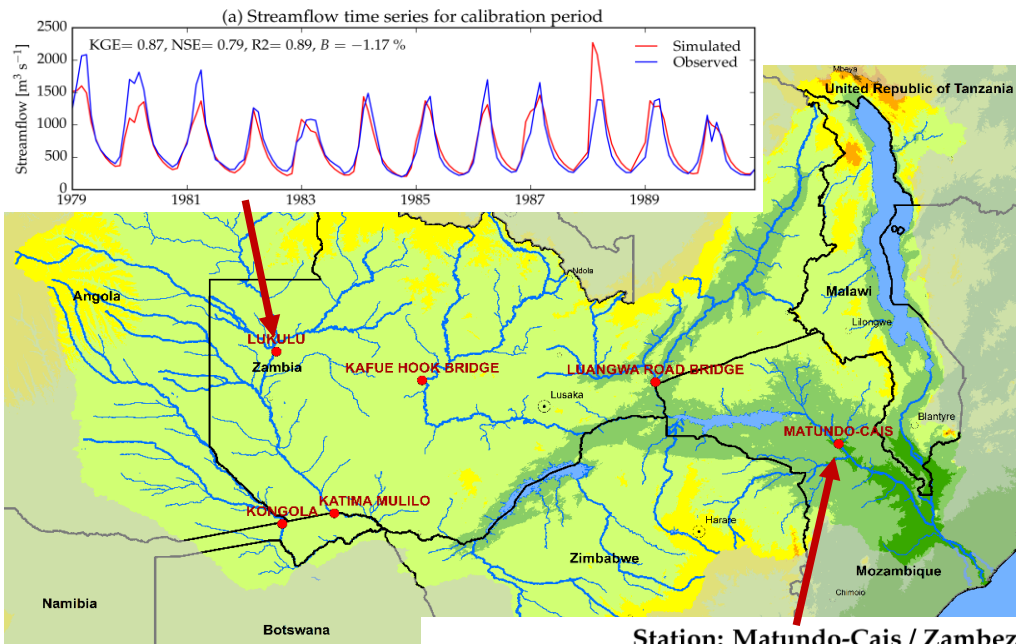 (a) Streamflow time series for calibration period
KGE= 0.87, NSE= 0.79, R2= 0.89, B = −1.17 %
Simulated
Observed
Streamflow [m³ s⁻¹]
2500
2000
1500
1000
500
0
1979
1981
1983
1985
1987
1989
Mbeya
United Republic of Tanzania
Ndola
Angola
Malawi
Lilongwe
LUKULU
Zambia
KAFUE HOOK BRIDGE
LUANGWA ROAD BRIDGE
Lusaka
Blantyre
MATUNDO-CAIS
KATIMA MULILO
KONGOLA
Harare
Zimbabwe
Mozambique
Chimoio
Namibia
Botswana
Station: Matundo-Cais / Zambez